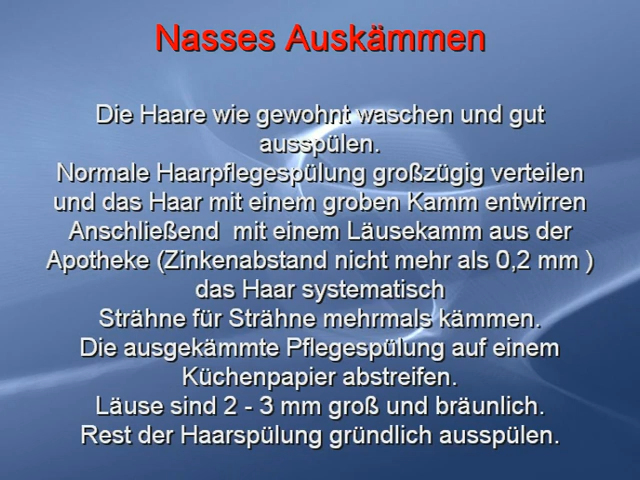 Nasses Auskämmen
Die Haare wie gewohnt waschen und gut
ausspülen.
Normale Haarpflegespülung großzügig verteilen
und das Haar mit einem groben Kamm entwirren
Anschließend  mit einem Läusekamm aus der
Apotheke (Zinkenabstand nicht mehr als 0,2 mm )
das Haar systematisch
Strähne für Strähne mehrmals kämmen.
Die ausgekämmte Pflegespülung auf einem
Küchenpapier abstreifen.
Läuse sind 2 - 3 mm groß und bräunlich.
Rest der Haarspülung gründlich ausspülen.